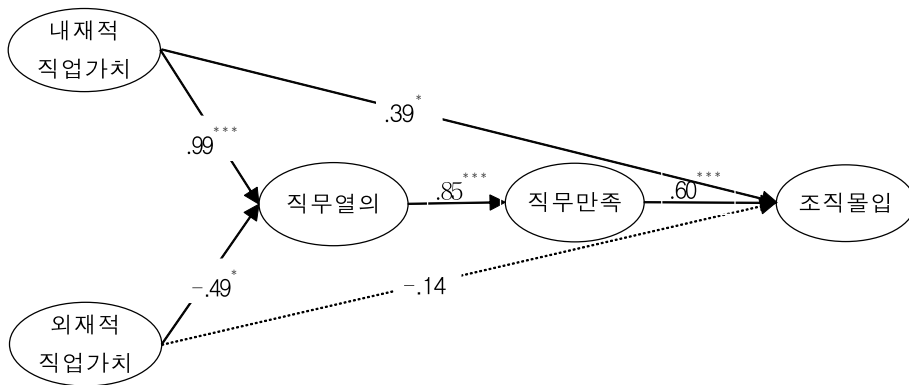 내재적
직업가치
.39*
.99***
직무열의
.85***
직무만족
.60***
조직몰입
-.49*
-.14
외재적
직업가치